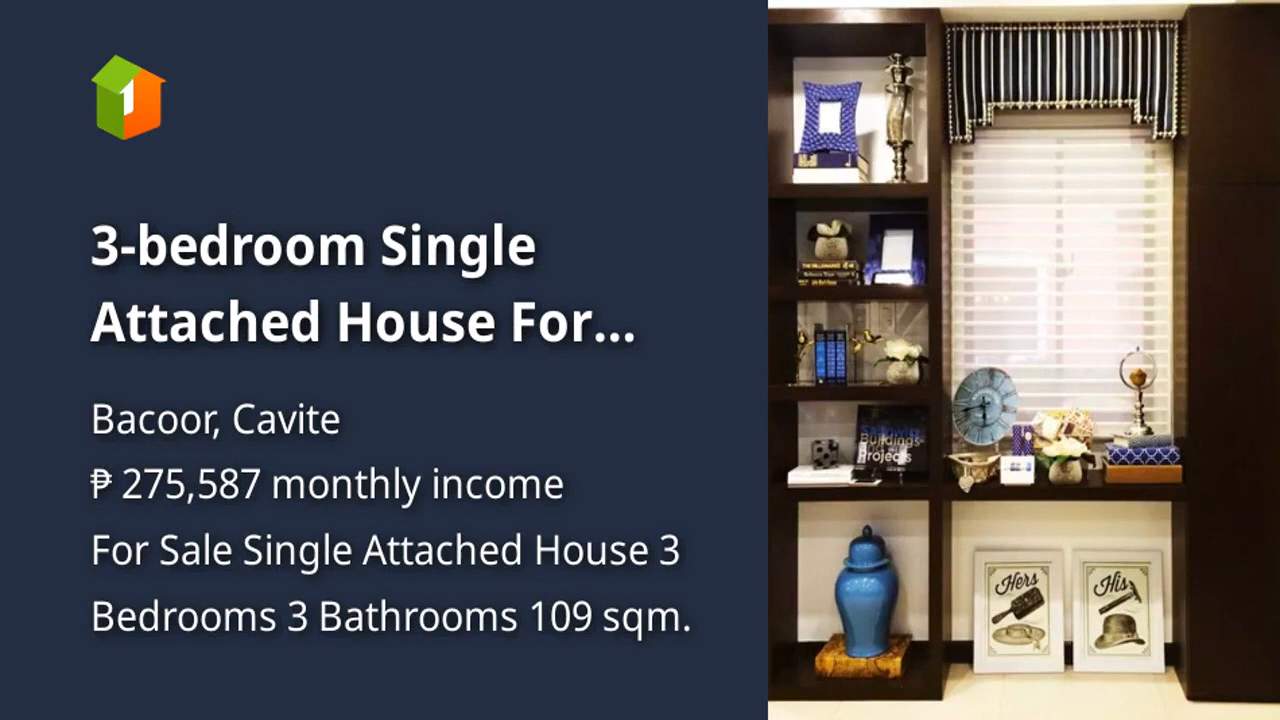 3-bedroom Single
Attached House For...
Bacoor, Cavite
₱ 275,587 monthly income
For Sale Single Attached House 3
Bedrooms 3 Bathrooms 109 sqm.
Buildings
Projects
Hers
His